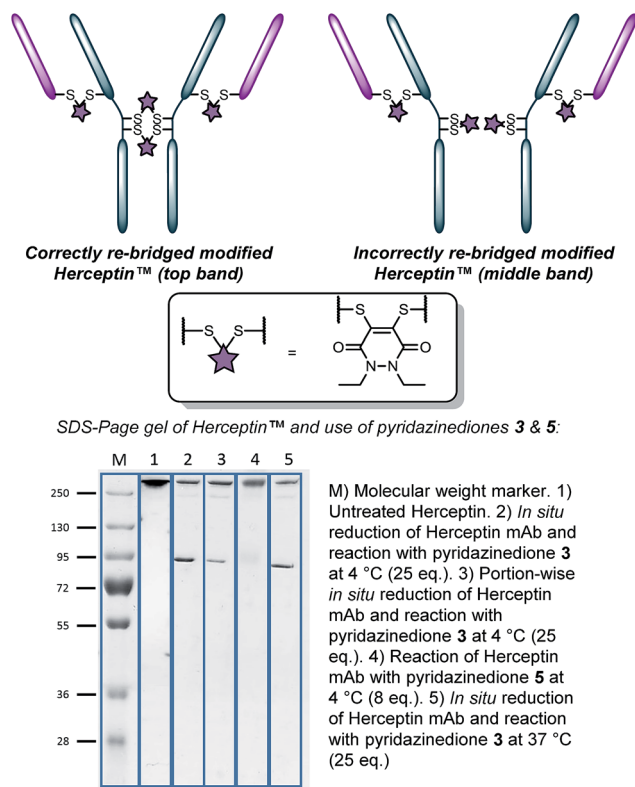 S S S S
S S S S
S S S S
S S S S
Correctly re-bridged modified
Herceptin™ (top band)
Incorrectly re-bridged modified
Herceptin™ (middle band)
S S = S S
O O
N–N
SDS-Page gel of Herceptin™ and use of pyridazinediones 3 & 5:
M 1 2 3 4 5
250
130
95
72
55
36
28
M) Molecular weight marker. 1)
Untreated Herceptin. 2) In situ
reduction of Herceptin mAb and
reaction with pyridazinedione 3
at 4 °C (25 eq.). 3) Portion-wise
in situ reduction of Herceptin
mAb and reaction with
pyridazinedione 3 at 4 °C (25
eq.). 4) Reaction of Herceptin
mAb with pyridazinedione 5 at
4 °C (8 eq.). 5) In situ reduction
of Herceptin mAb and reaction
with pyridazinedione 3 at 37 °C
(25 eq.)